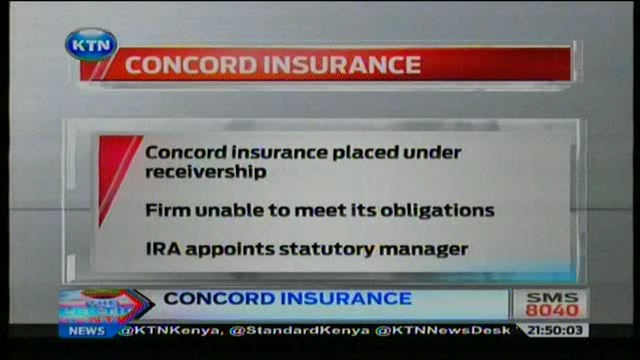 KTN
CONCORD INSURANCE
Concord insurance placed under
receivership
Firm unable to meet its obligations
IRA appoints statutory manager
CONCORD INSURANCE
SMS
8040
NEWS
@KTNKenya, @StandardKenya @KTNNewsDesk
21:50:03